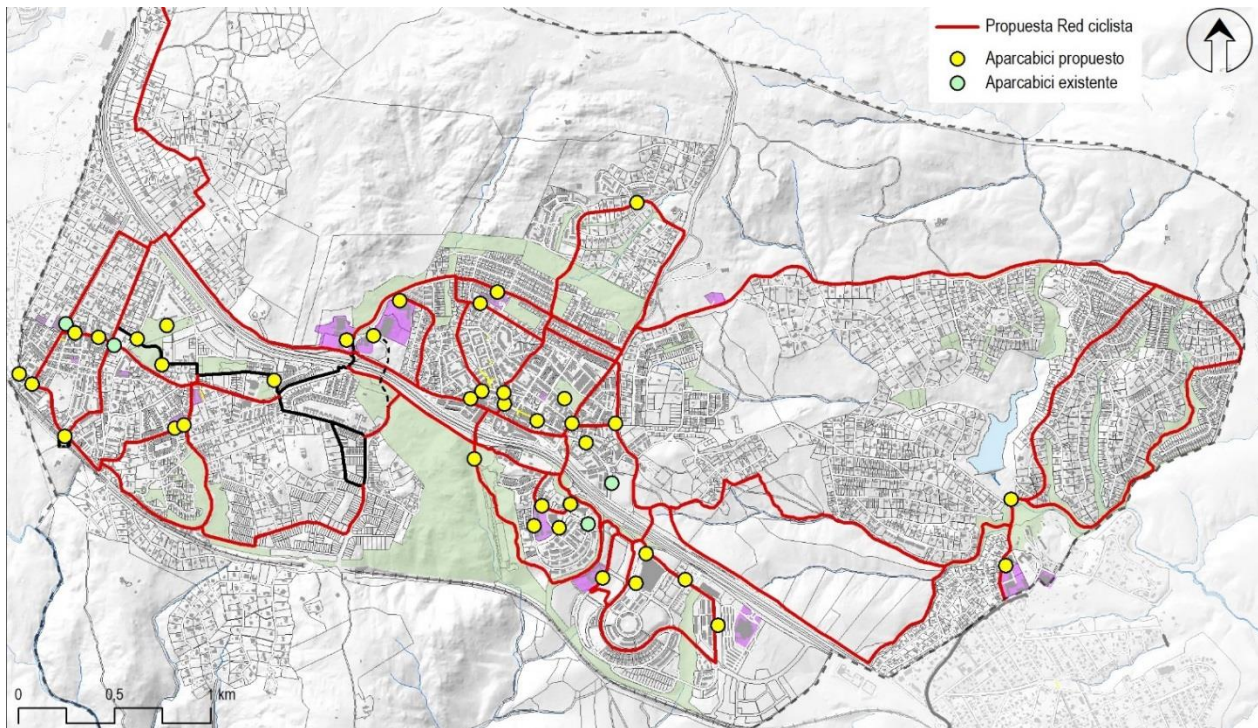 Propuesta Red ciclista
Aparcabici propuesto
Aparcabici existente
0 0,5 1 km